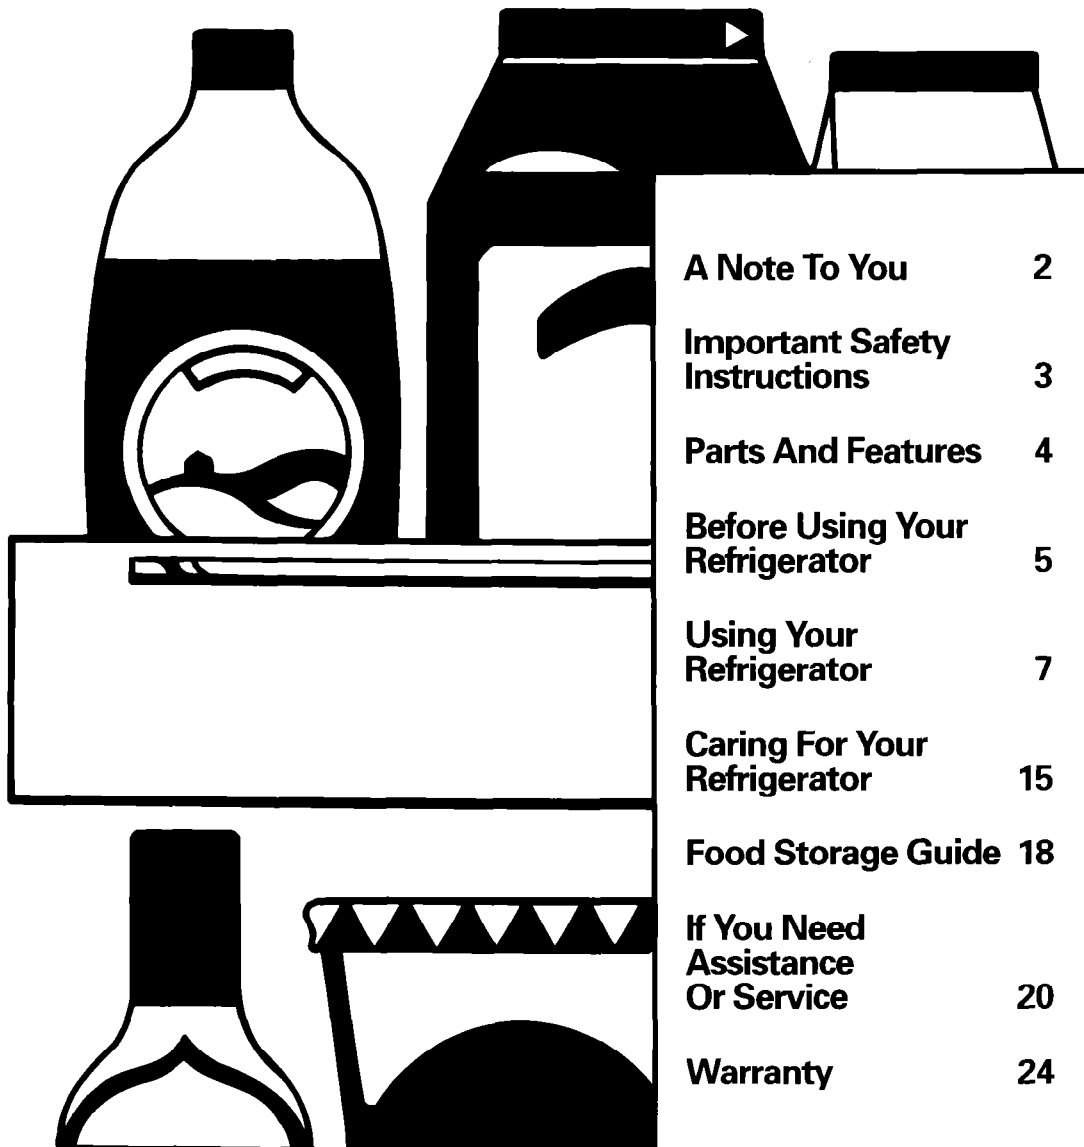 A Note To You 2
Important Safety
Instructions 3
Parts And Features 4
Before Using Your
Refrigerator 5
Using Your
Refrigerator 7
Caring For Your
Refrigerator 15
Food Storage Guide 18
If You Need
Assistance
Or Service 20
Warranty 24